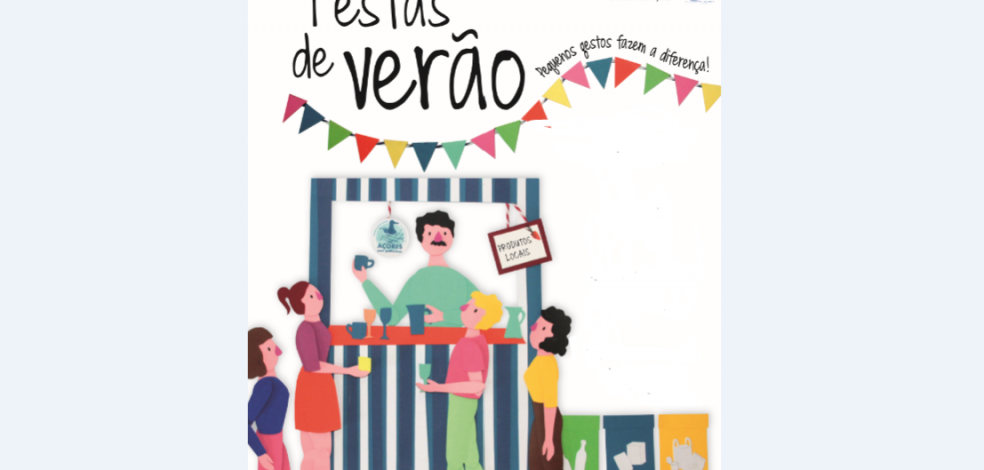 Festas
de verão
Pequenos gestos fazem a diferença!
AÇORES
PRODUTOS
LOCAIS